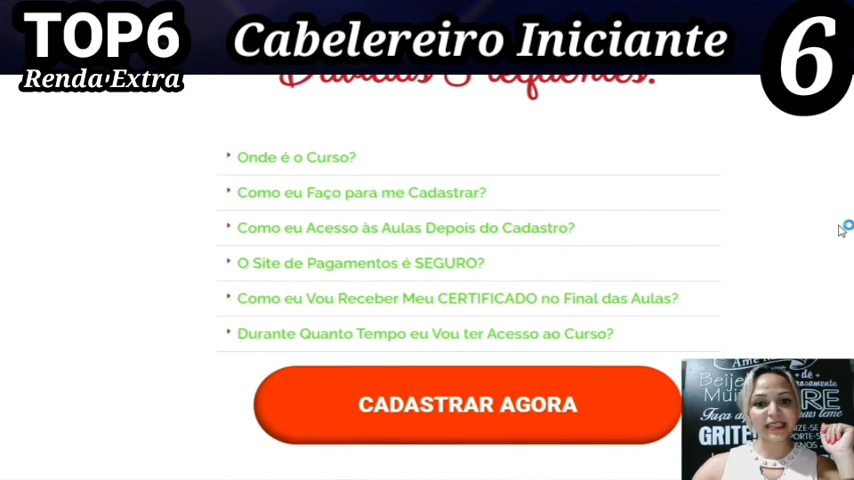 TOP6
Renda Extra
Cabelereiro Iniciante
6
Onde é o Curso?
Como eu Faço para me Cadastrar?
Como eu Acesso às Aulas Depois do Cadastro?
O Site de Pagamentos é SEGURO?
Como eu Vou Receber Meu CERTIFICADO no Final das Aulas?
Durante Quanto Tempo eu Vou ter Acesso ao Curso?
CADASTRAR AGORA
GRITE